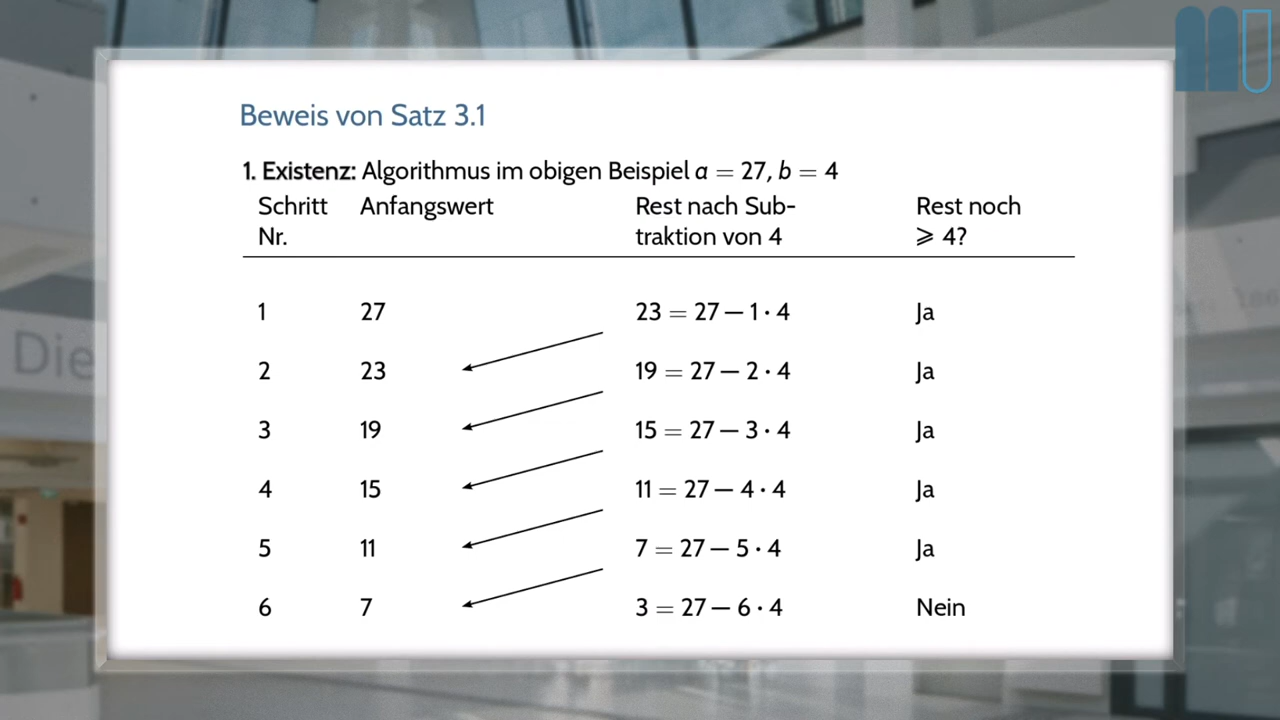 Beweis von Satz 3.1
1. Existenz: Algorithmus im obigen Beispiel a = 27, b = 4
Schritt Nr. Anfangswert Rest nach Sub- Rest noch
traktion von 4 ⩾ 4?
1 27 23 = 27 − 1 · 4 Ja
2 23 19 = 27 − 2 · 4 Ja
3 19 15 = 27 − 3 · 4 Ja
4 15 11 = 27 − 4 · 4 Ja
5 11 7 = 27 − 5 · 4 Ja
6 7 3 = 27 − 6 · 4 Nein
Die